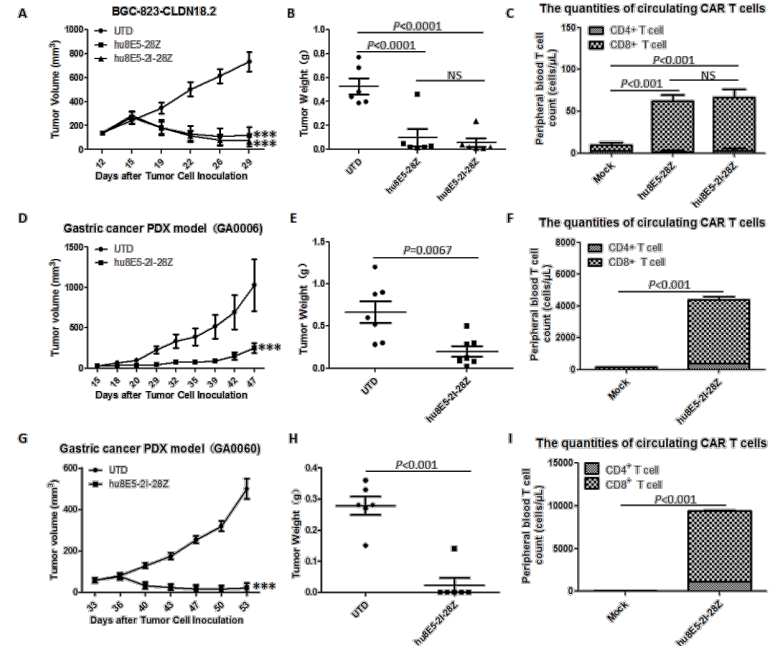 A
BGC-823-CLDN18.2
UTD
hu8E5-28Z
hu8E5-2I-28Z
Tumor Volume (mm³)
1000
800
600
400
200
0
***
***
12 15 19 22 26 29
Days after Tumor Cell Inoculation
B
P<0.0001
P<0.0001
NS
Tumor Weight (g)
1.0
0.8
0.6
0.4
0.2
0.0
UTD
hu8E5-28Z
hu8E5-2I-28Z
C
The quantities of circulating CAR T cells
CD4+ T cell
CD8+ T cell
Peripheral blood T cell
count (cells/μL)
150
100
50
0
P<0.001
P<0.001
NS
Mock
hu8E5-28Z
hu8E5-2I-28Z
D
Gastric cancer PDX model (GA0006)
UTD
hu8E5-2I-28Z
Tumor volume (mm³)
1500
1000
500
0
***
15 18 20 29 32 35 39 42 47
Days after Tumor Cell Inoculation
E
P=0.0067
Tumor Weight (g)
1.5
1.0
0.5
0.0
UTD
hu8E5-2I-28Z
F
The quantities of circulating CAR T cells
CD4+ T cell
CD8+ T cell
Peripheral blood T cell
count (cells/μL)
8000
6000
4000
2000
0
P<0.001
Mock
hu8E5-2I-28Z
G
Gastric cancer PDX model (GA0060)
UTD
hu8E5-2I-28Z
Tumor volume (mm³)
600
400
200
0
***
33 36 40 43 47 50 53
Days after Tumor Cell Inoculation
H
P<0.001
Tumor Weight (g)
0.4
0.3
0.2
0.1
0.0
UTD
hu8E5-2I-28Z
I
The quantities of circulating CAR T cells
CD4⁺ T cell
CD8⁺ T cell
Peripheral blood T cell
count (cells/μL)
15000
10000
5000
0
P<0.001
Mock
hu8E5-2I-28Z